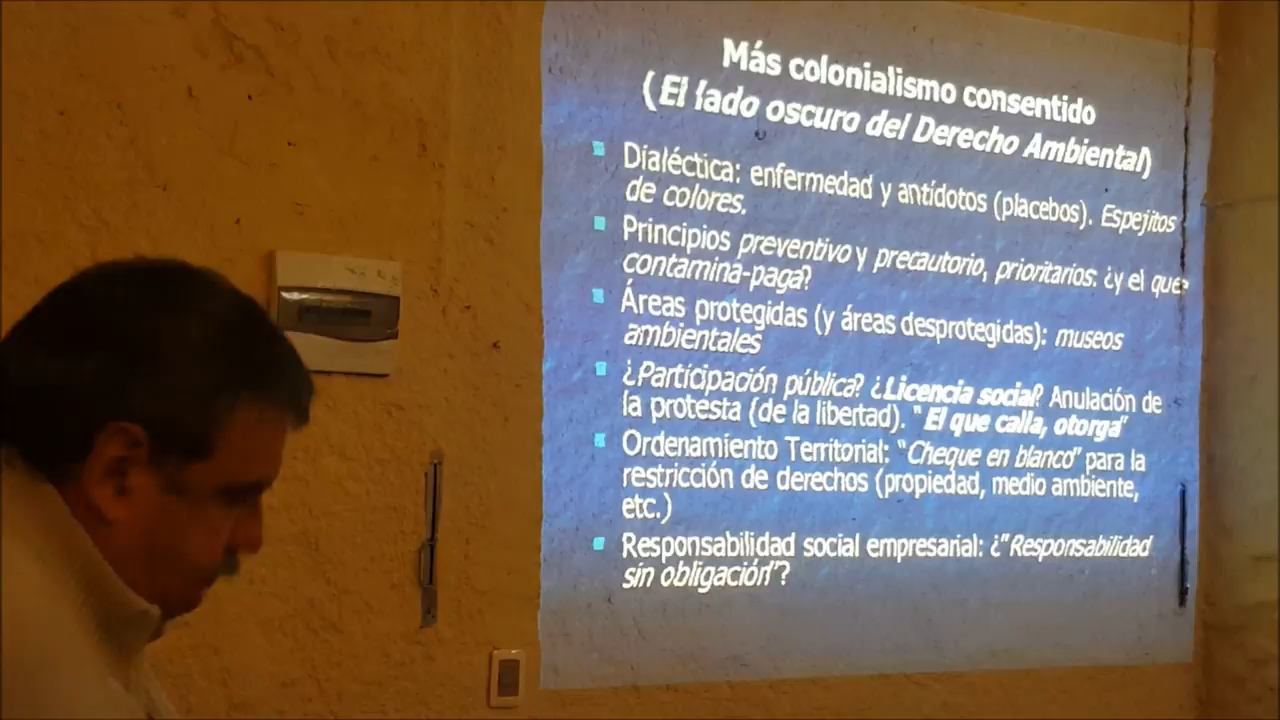 Más colonialismo consentido
(El lado oscuro del Derecho Ambiental)
Dialéctica: enfermedad y antídotos (placebos). Espejitos
de colores.
Principios preventivo y precautorio, prioritarios: ¿y el que
contamina-paga?
Áreas protegidas (y áreas desprotegidas): museos
ambientales
¿Participación pública? ¿Licencia social? Anulación de
la protesta (de la libertad). "El que calla, otorga"
Ordenamiento Territorial: "Cheque en blanco" para la
restricción de derechos (propiedad, medio ambiente,
etc.)
Responsabilidad social empresarial: ¿"Responsabilidad
sin obligación"?